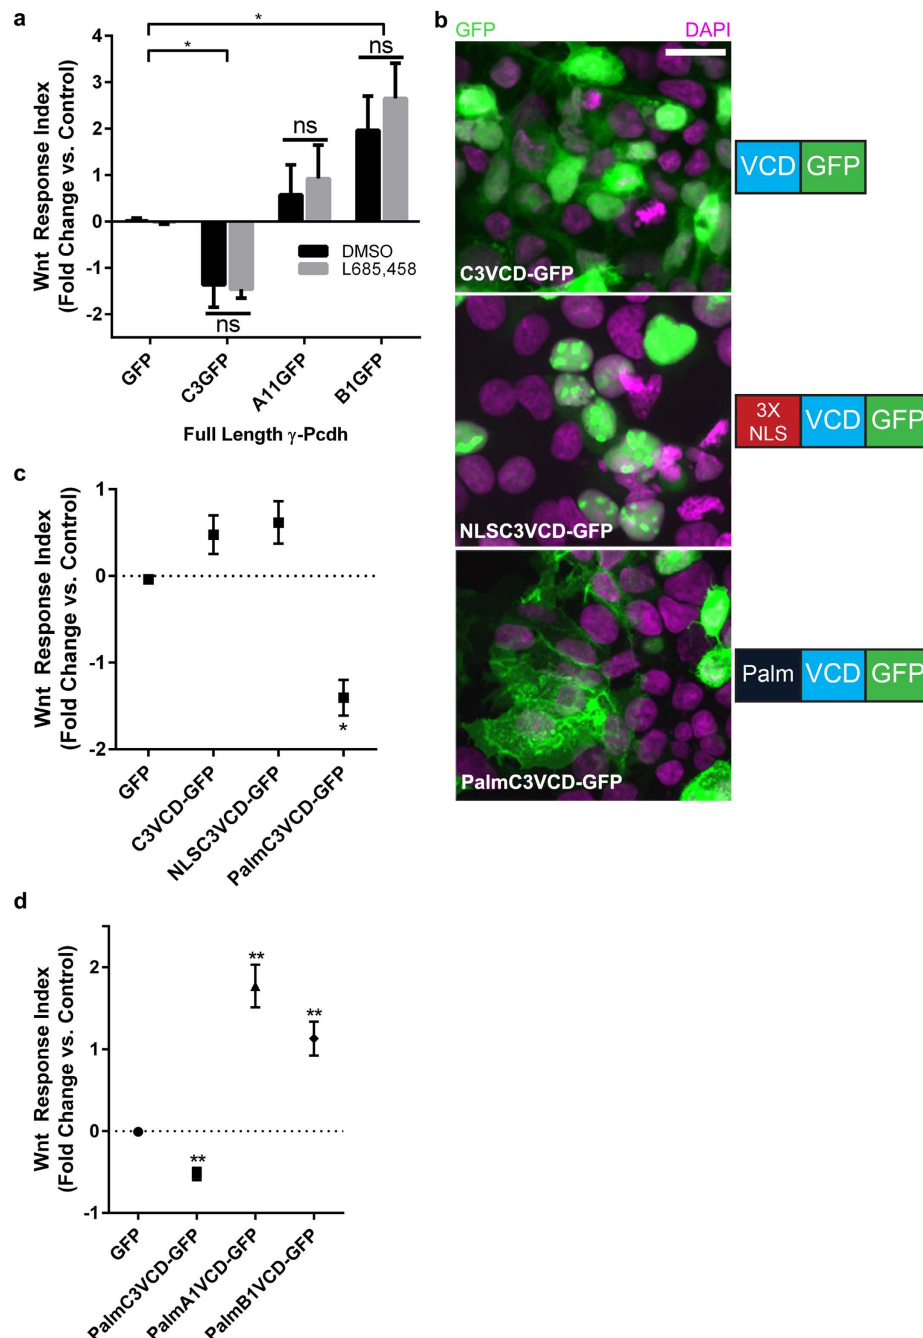 a
Wnt Response Index
(Fold Change vs. Control)
4
3
2
1
0
-1
-2
*
*
ns
ns
ns
DMSO
L685,458
GFP
C3GFP
A11GFP
B1GFP
Full Length γ-Pcdh
b
GFP
DAPI
C3VCD-GFP
VCD GFP
NLSC3VCD-GFP
3X
NLS
VCD GFP
PalmC3VCD-GFP
Palm VCD GFP
c
Wnt Response Index
(Fold Change vs. Control)
1
0
-1
-2
*
GFP
C3VCD-GFP
NLSC3VCD-GFP
PalmC3VCD-GFP
d
Wnt Response Index
(Fold Change vs. Control)
2
1
0
-1
**
**
**
GFP
PalmC3VCD-GFP
PalmA1VCD-GFP
PalmB1VCD-GFP